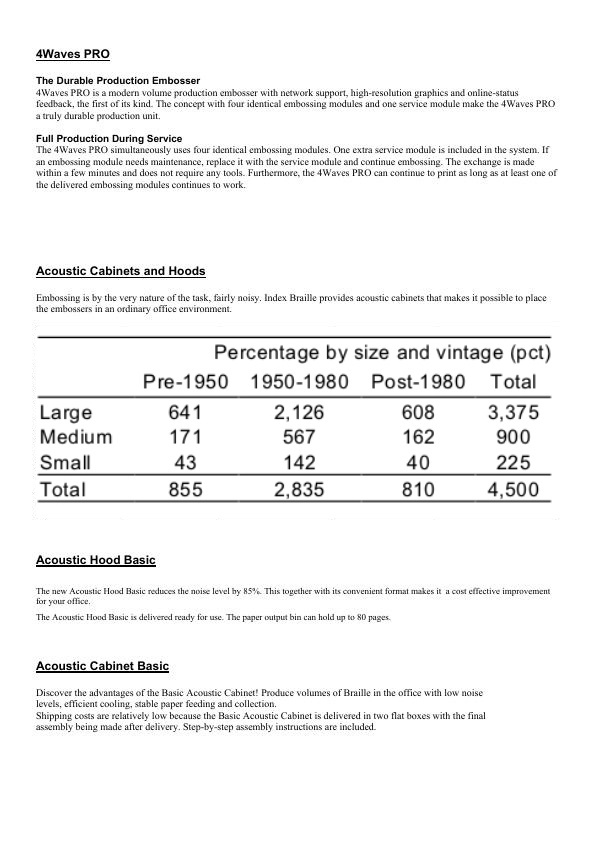 4Waves PRO
The Durable Production Embosser
4Waves PRO is a modern volume production embosser with network support, high-resolution graphics and online-status
feedback, the first of its kind. The concept with four identical embossing modules and one service module make the 4Waves PRO
a truly durable production unit.
Full Production During Service
The 4Waves PRO simultaneously uses four identical embossing modules. One extra service module is included in the system. If
an embossing module needs maintenance, replace it with the service module and continue embossing. The exchange is made
within a few minutes and does not require any tools. Furthermore, the 4Waves PRO can continue to print as long as at least one of
the delivered embossing modules continues to work.
Acoustic Cabinets and Hoods
Embossing is by the very nature of the task, fairly noisy. Index Braille provides acoustic cabinets that makes it possible to place
the embossers in an ordinary office environment.
Percentage by size and vintage (pct)
Pre-1950 1950-1980 Post-1980 Total
Large 641 2,126 608 3,375
Medium 171 567 162 900
Small 43 142 40 225
Total 855 2,835 810 4,500
Acoustic Hood Basic
The new Acoustic Hood Basic reduces the noise level by 85%. This together with its convenient format makes it a cost effective improvement
for your office.
The Acoustic Hood Basic is delivered ready for use. The paper output bin can hold up to 80 pages.
Acoustic Cabinet Basic
Discover the advantages of the Basic Acoustic Cabinet! Produce volumes of Braille in the office with low noise
levels, efficient cooling, stable paper feeding and collection.
Shipping costs are relatively low because the Basic Acoustic Cabinet is delivered in two flat boxes with the final
assembly being made after delivery. Step-by-step assembly instructions are included.